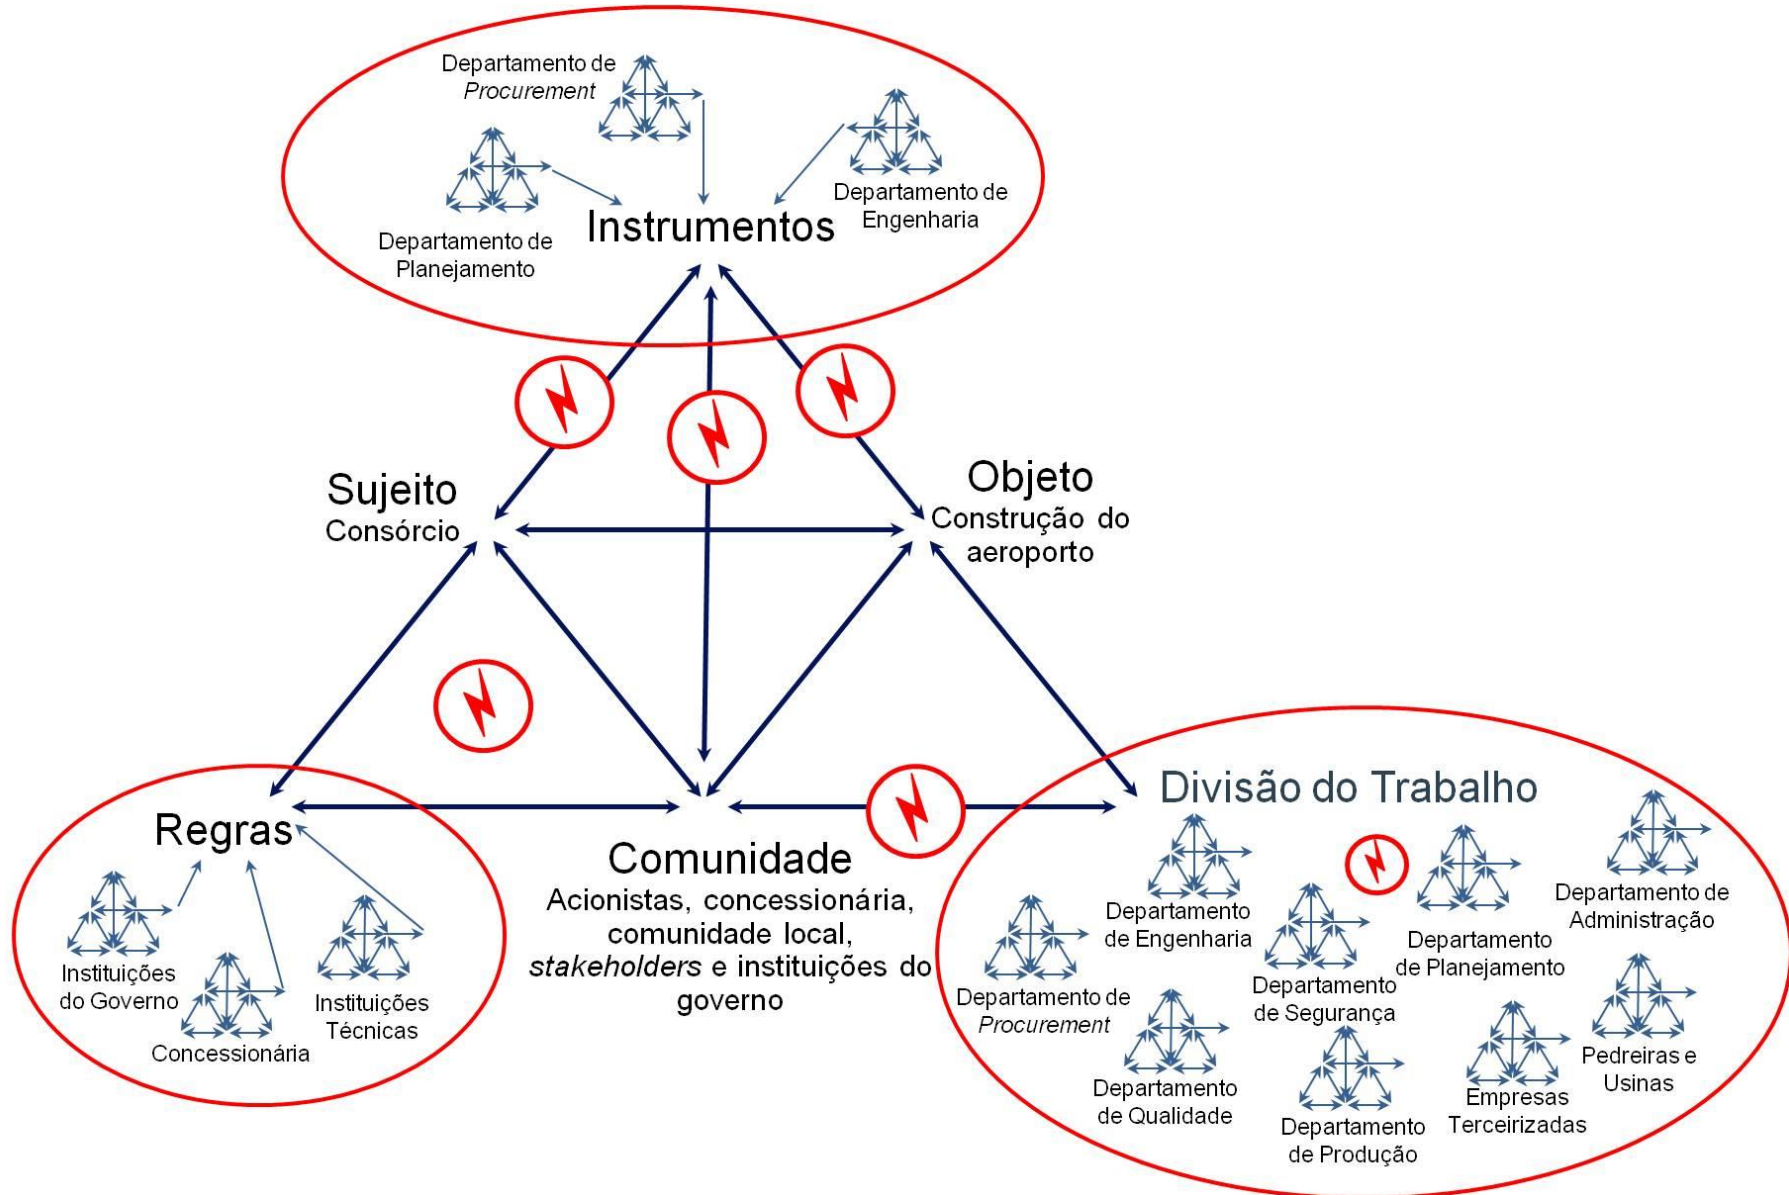 Departamento de
Procurement
Departamento de
Engenharia
Instrumentos
Departamento de
Planejamento
Sujeito
Consórcio
Objeto
Construção do
aeroporto
Regras
Instituições
do Governo
Concessionária
Instituições
Técnicas
Comunidade
Acionistas, concessionária,
comunidade local,
stakeholders e instituições do
governo
Divisão do Trabalho
Departamento
de Engenharia
Departamento de
Administração
Departamento
de Planejamento
Departamento
de Segurança
Departamento de
Procurement
Departamento
de Qualidade
Departamento
de Produção
Empresas
Terceirizadas
Pedreiras e
Usinas